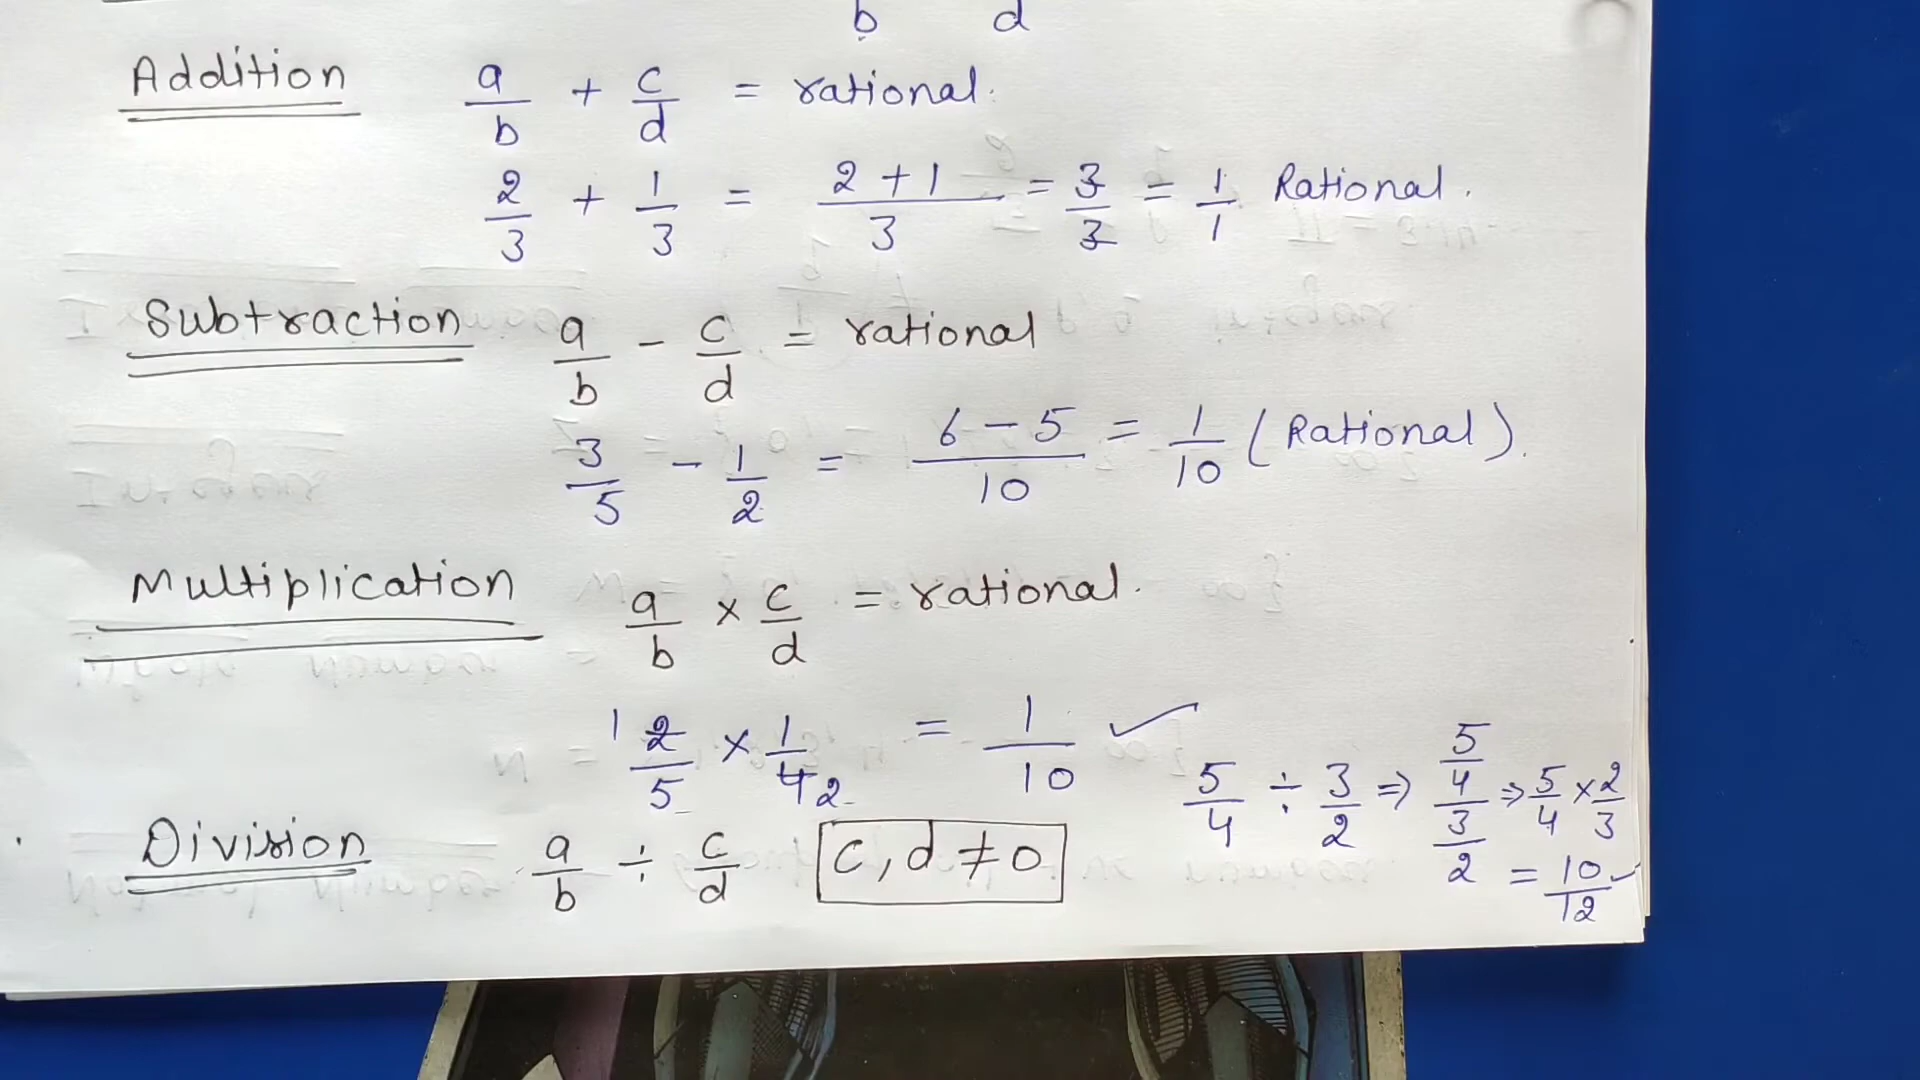 b d
Addition a/b + c/d = rational.
2/3 + 1/3 = 2+1/3 = 3/3 = 1/1 Rational.
Subtraction a/b - c/d = rational
3/5 - 1/2 = 6-5/10 = 1/10 (Rational).
Multiplication a/b × c/d = rational.
1 2/5 × 1/4 2 = 1/10 ✓
Division a/b ÷ c/d c, d ≠ 0
5/4 ÷ 3/2 ⇒ 5/4 / 3/2 ⇒ 5/4 × 2/3
= 10/12 ✓